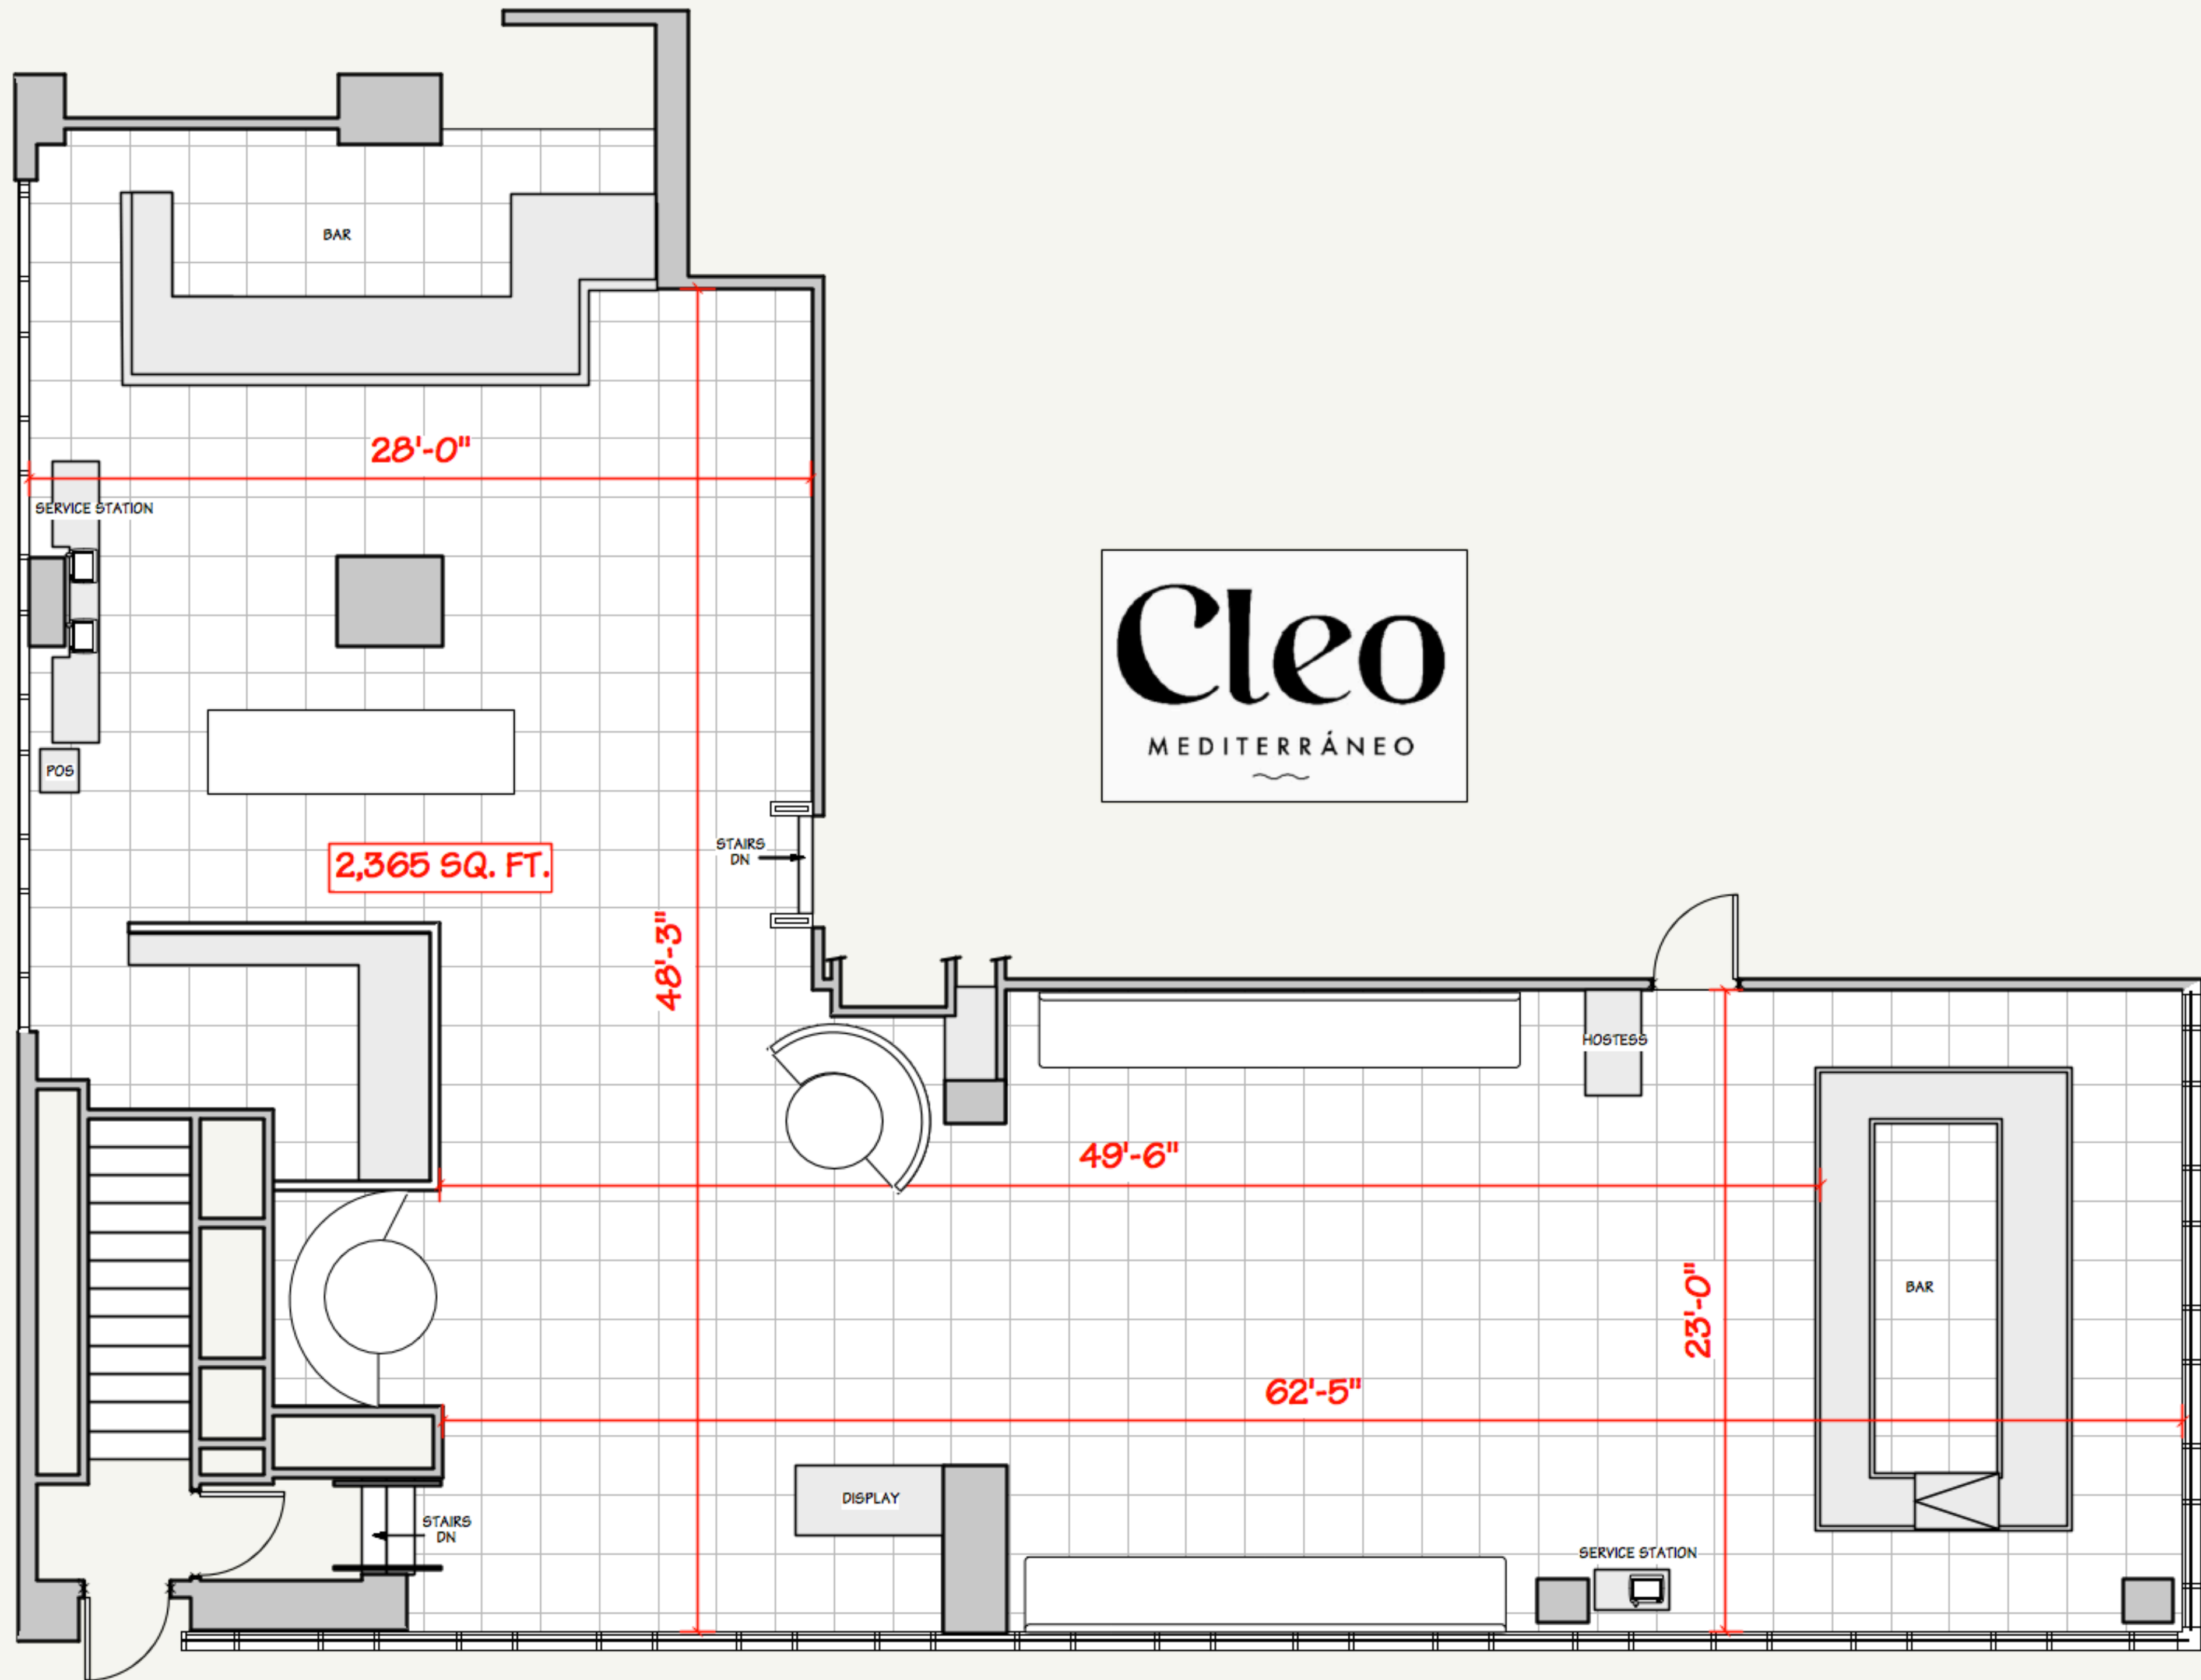 BAR
28'-0"
SERVICE STATION
Cleo
MEDITERRÁNEO
POS
STAIRS
DN
2,365 SQ. FT.
48'-3"
HOSTESS
49'-6"
BAR
23'-0"
62'-5"
DISPLAY
STAIRS
DN
SERVICE STATION